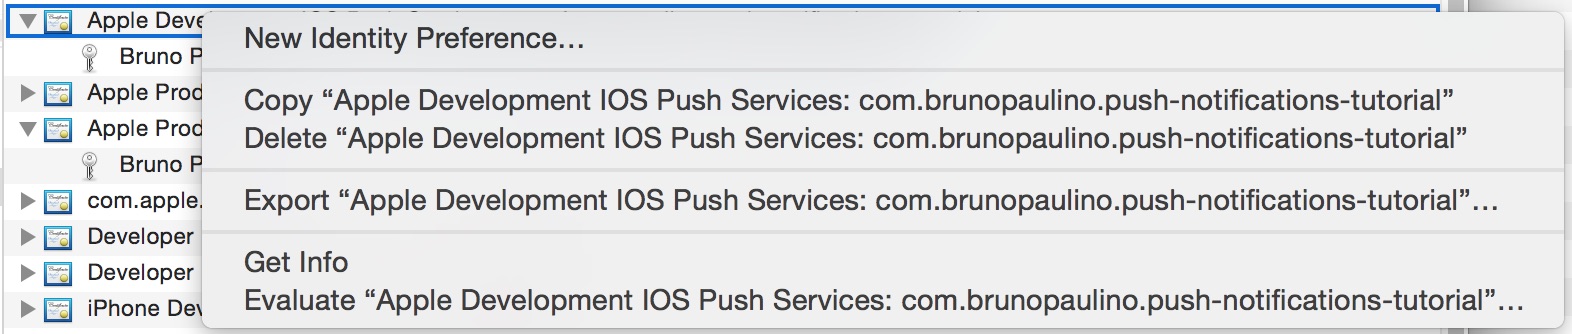 Apple Deve
New Identity Preference…
Bruno P
Apple Prod
Copy “Apple Development IOS Push Services: com.brunopaulino.push-notifications-tutorial”
Apple Prod
Delete “Apple Development IOS Push Services: com.brunopaulino.push-notifications-tutorial”
Bruno P
com.apple.
Export “Apple Development IOS Push Services: com.brunopaulino.push-notifications-tutorial”…
Developer
Get Info
Developer
iPhone Dev
Evaluate “Apple Development IOS Push Services: com.brunopaulino.push-notifications-tutorial”…